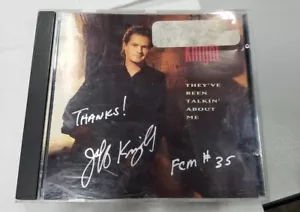 knight
THEY'VE
BEEN
TALKIN'
ABOUT
ME
THANKS!
Jeff Knight
FCM # 35